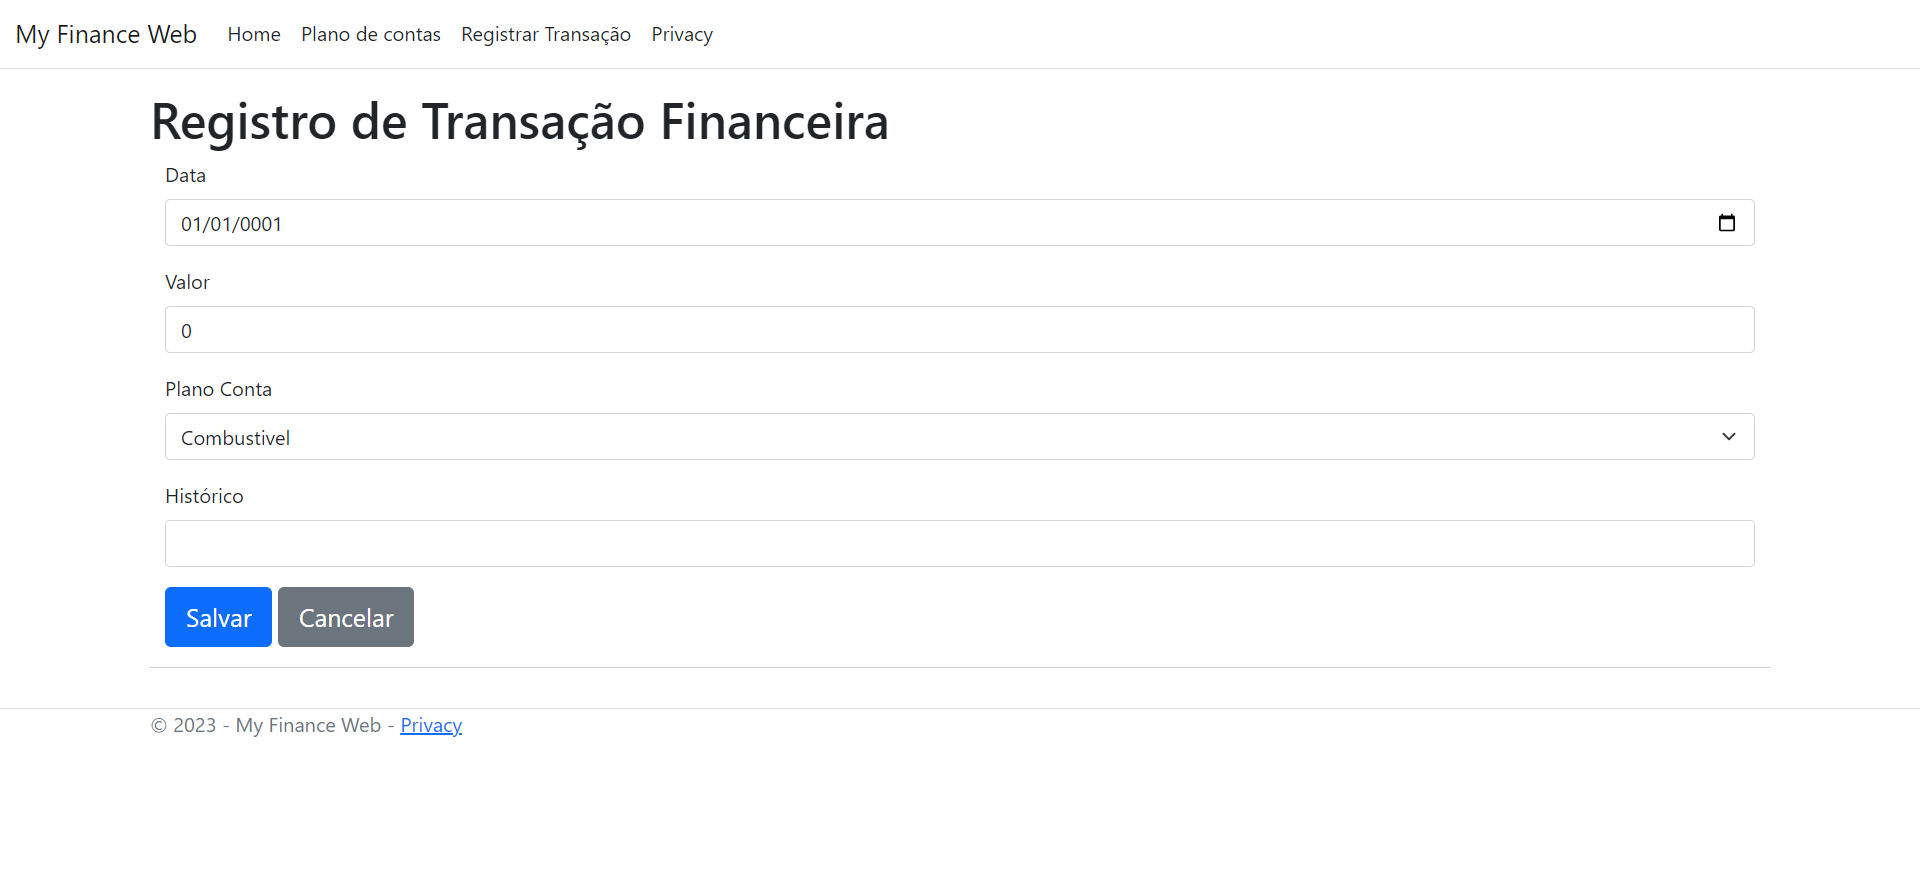 My Finance Web Home Plano de contas Registrar Transação Privacy
Registro de Transação Financeira
Data
01/01/0001
Valor
0
Plano Conta
Combustivel
Histórico
Salvar Cancelar
© 2023 - My Finance Web - Privacy